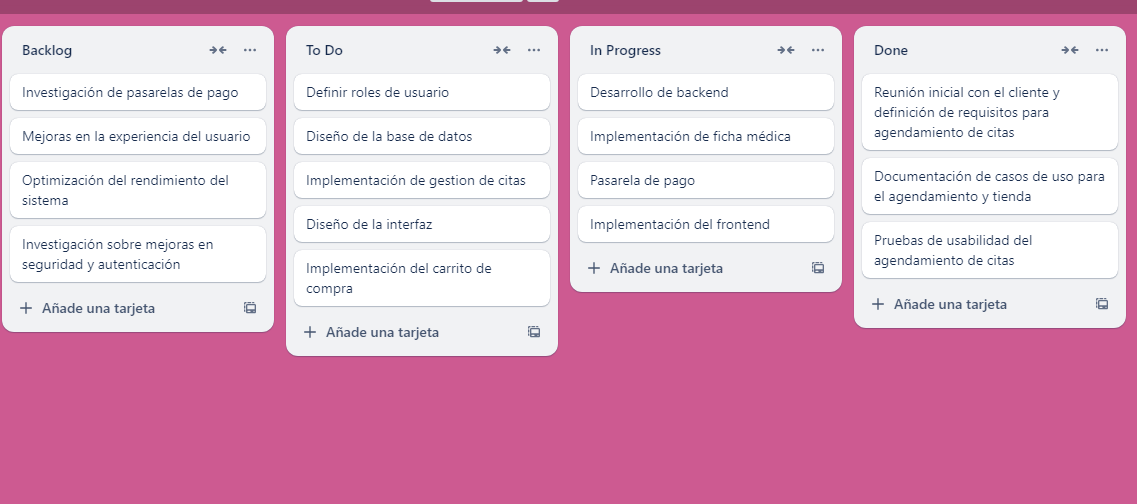 Backlog
Investigación de pasarelas de pago
Mejoras en la experiencia del usuario
Optimización del rendimiento del
sistema
Investigación sobre mejoras en
seguridad y autenticación
Añade una tarjeta
To Do
Definir roles de usuario
Diseño de la base de datos
Implementación de gestion de citas
Diseño de la interfaz
Implementación del carrito de
compra
Añade una tarjeta
In Progress
Desarrollo de backend
Implementación de ficha médica
Pasarela de pago
Implementación del frontend
Añade una tarjeta
Done
Reunión inicial con el cliente y
definición de requisitos para
agendamiento de citas
Documentación de casos de uso para
el agendamiento y tienda
Pruebas de usabilidad del
agendamiento de citas
Añade una tarjeta